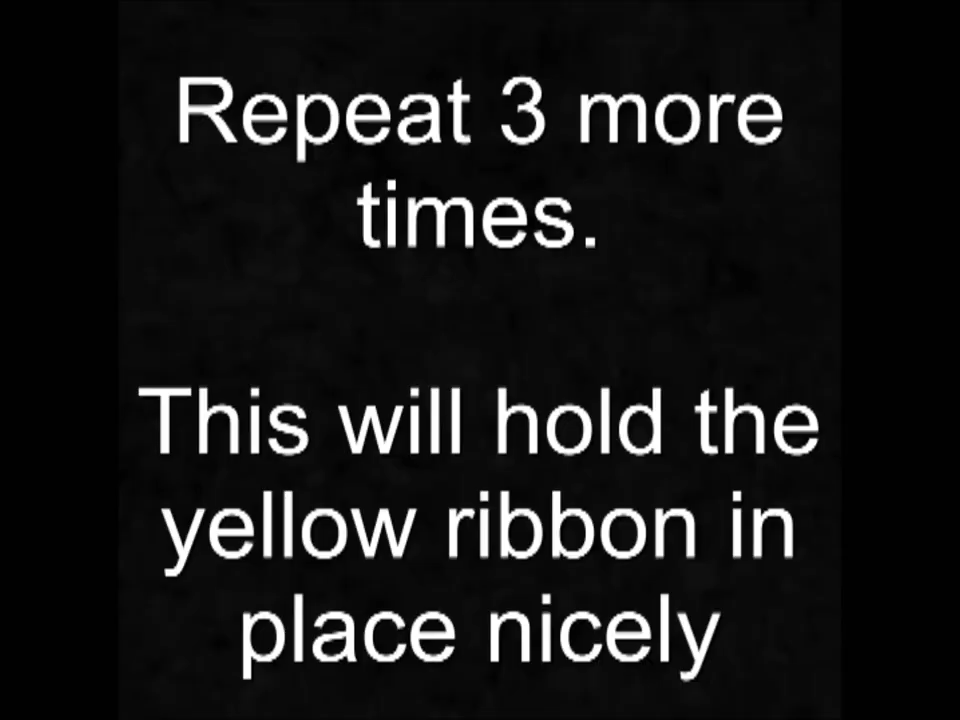 Repeat 3 more
times.
This will hold the
yellow ribbon in
place nicely